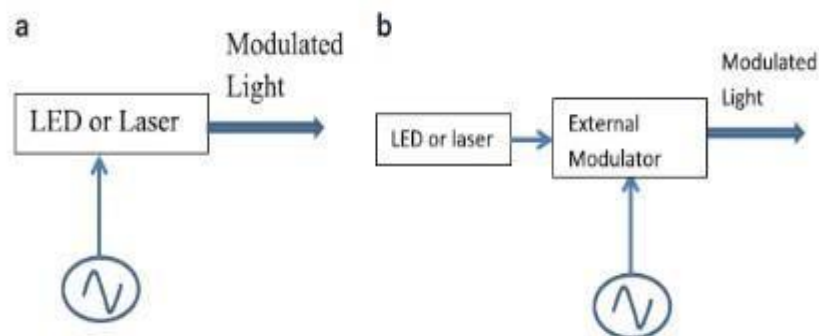 a
Modulated
Light
LED or Laser
b
Modulated
Light
LED or laser
External
Modulator